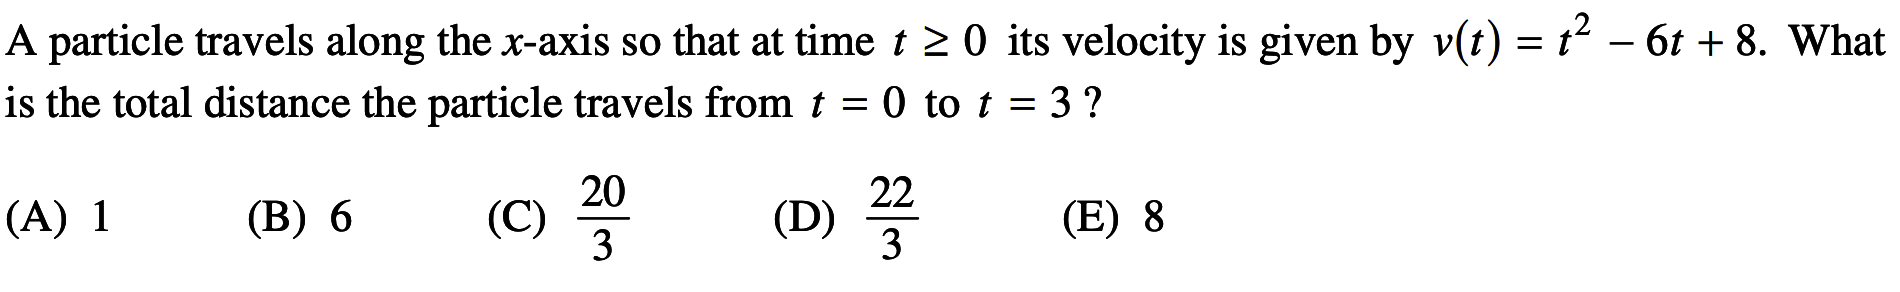 A particle travels along the x-axis so that at time t ≥ 0 its velocity is given by v(t) = t² − 6t + 8. What
is the total distance the particle travels from t = 0 to t = 3 ?
(A) 1 (B) 6 (C) 20/3 (D) 22/3 (E) 8